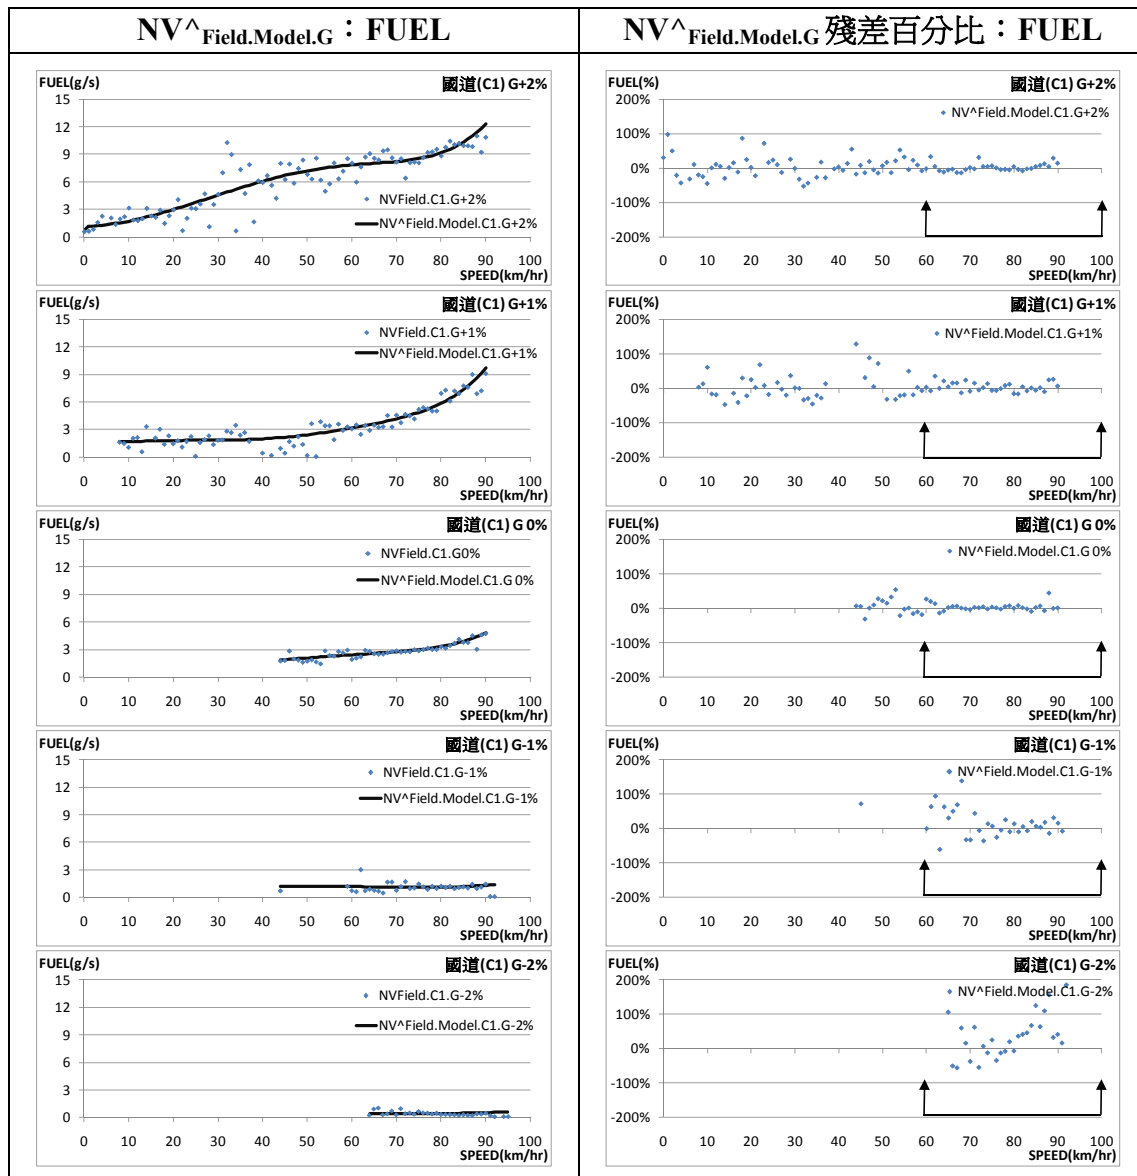 NV^Field.Model.G：FUEL
NV^Field.Model.G 殘差百分比：FUEL
FUEL(g/s) 國道(C1) G+2%
15
12
9
6
3
0
NVField.C1.G+2%
NV^Field.Model.C1.G+2%
0 10 20 30 40 50 60 70 80 90 100
SPEED(km/hr)
FUEL(%) 國道(C1) G+2%
200%
100%
0%
-100%
-200%
NV^Field.Model.C1.G+2%
0 10 20 30 40 50 60 70 80 90 100
SPEED(km/hr)
FUEL(g/s) 國道(C1) G+1%
15
12
9
6
3
0
NVField.C1.G+1%
NV^Field.Model.C1.G+1%
0 10 20 30 40 50 60 70 80 90 100
SPEED(km/hr)
FUEL(%) 國道(C1) G+1%
200%
100%
0%
-100%
-200%
NV^Field.Model.C1.G+1%
0 10 20 30 40 50 60 70 80 90 100
SPEED(km/hr)
FUEL(g/s) 國道(C1) G 0%
15
12
9
6
3
0
NVField.C1.G0%
NV^Field.Model.C1.G 0%
0 10 20 30 40 50 60 70 80 90 100
SPEED(km/hr)
FUEL(%) 國道(C1) G 0%
200%
100%
0%
-100%
-200%
NV^Field.Model.C1.G 0%
0 10 20 30 40 50 60 70 80 90 100
SPEED(km/hr)
FUEL(g/s) 國道(C1) G-1%
15
12
9
6
3
0
NVField.C1.G-1%
NV^Field.Model.C1.G-1%
0 10 20 30 40 50 60 70 80 90 100
SPEED(km/hr)
FUEL(%) 國道(C1) G-1%
200%
100%
0%
-100%
-200%
NV^Field.Model.C1.G-1%
0 10 20 30 40 50 60 70 80 90 100
SPEED(km/hr)
FUEL(g/s) 國道(C1) G-2%
15
12
9
6
3
0
NVField.C1.G-2%
NV^Field.Model.C1.G-2%
0 10 20 30 40 50 60 70 80 90 100
SPEED(km/hr)
FUEL(%) 國道(C1) G-2%
200%
100%
0%
-100%
-200%
NV^Field.Model.C1.G-2%
0 10 20 30 40 50 60 70 80 90 100
SPEED(km/hr)